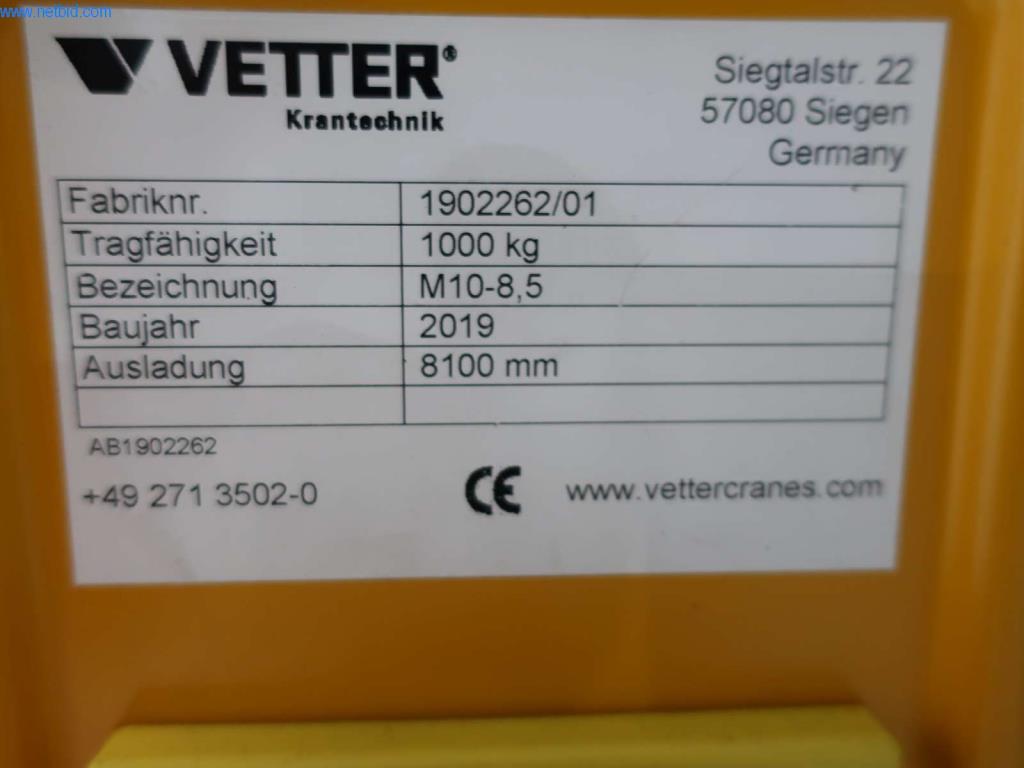 www.netbid.com
VETTER®
Krantechnik
Siegtalstr. 22
57080 Siegen
Germany
Fabriknr. 1902262/01
Tragfähigkeit 1000 kg
Bezeichnung M10-8,5
Baujahr 2019
Ausladung 8100 mm
AB1902262
+49 271 3502-0 CE www.vettercranes.com